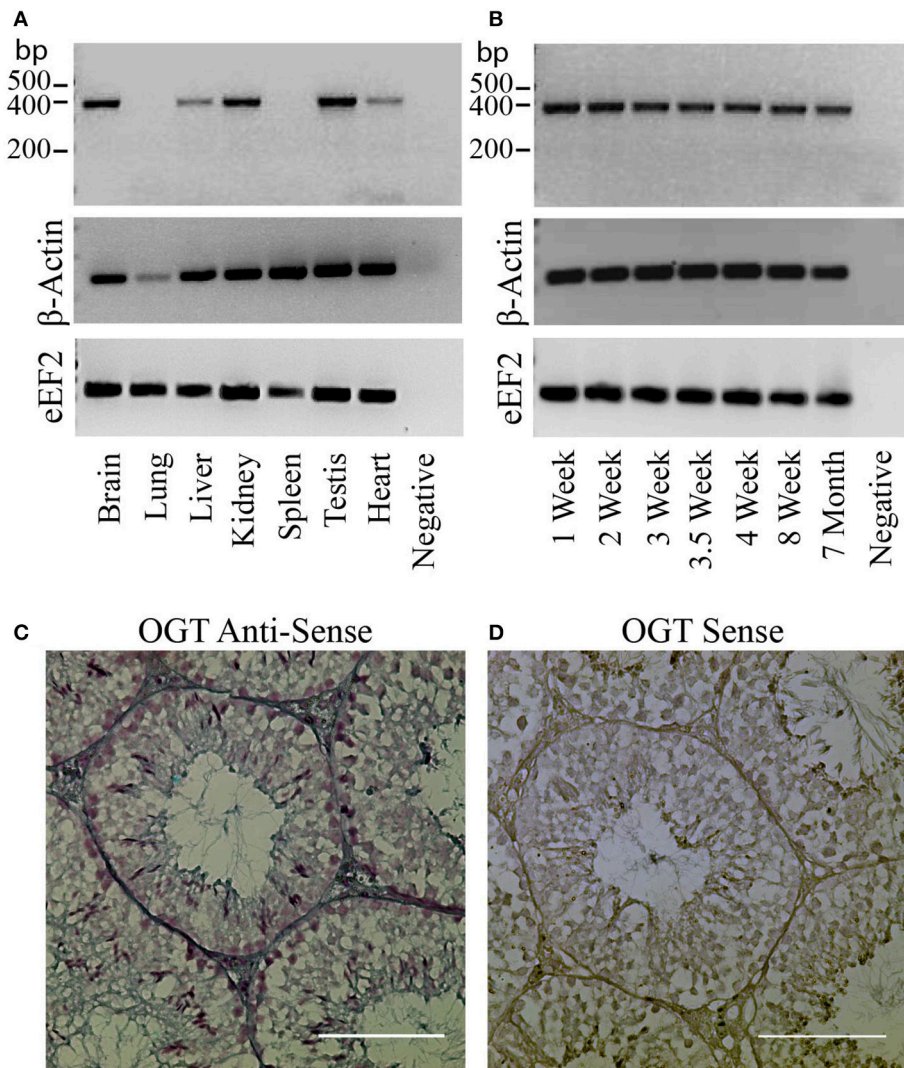 A
bp
500
400
200
β-Actin
eEF2
Brain
Lung
Liver
Kidney
Spleen
Testis
Heart
Negative
B
bp
500
400
200
β-Actin
eEF2
1 Week
2 Week
3 Week
3.5 Week
4 Week
8 Week
7 Month
Negative
C
OGT Anti-Sense
D
OGT Sense